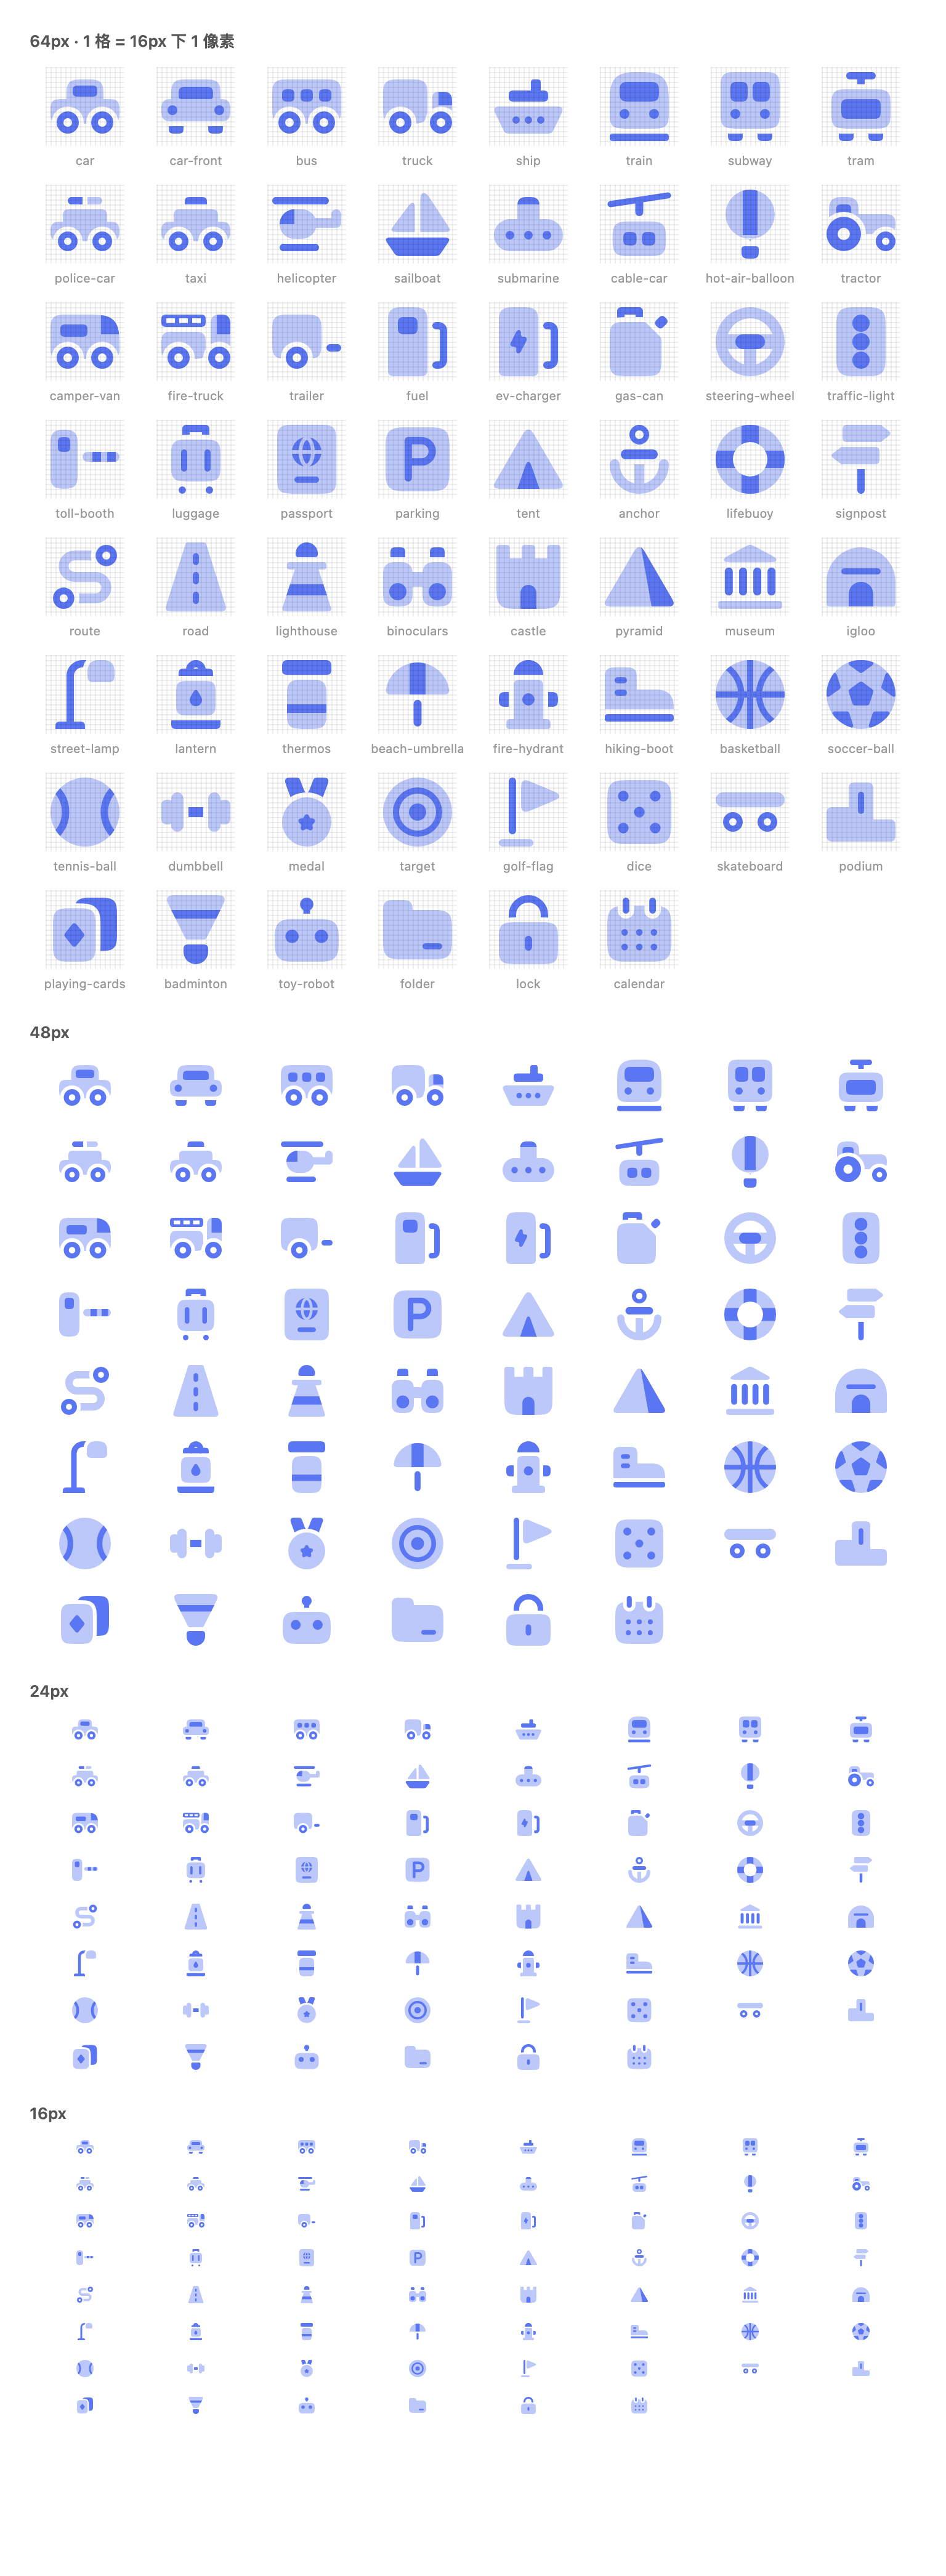 64px · 1 格 = 16px 下 1 像素
car car-front bus truck ship train subway tram
police-car taxi helicopter sailboat submarine cable-car hot-air-balloon tractor
camper-van fire-truck trailer fuel ev-charger gas-can steering-wheel traffic-light
toll-booth luggage passport parking tent anchor lifebuoy signpost
route road lighthouse binoculars castle pyramid museum igloo
street-lamp lantern thermos beach-umbrella fire-hydrant hiking-boot basketball soccer-ball
tennis-ball dumbbell medal target golf-flag dice skateboard podium
playing-cards badminton toy-robot folder lock calendar
48px
24px
16px